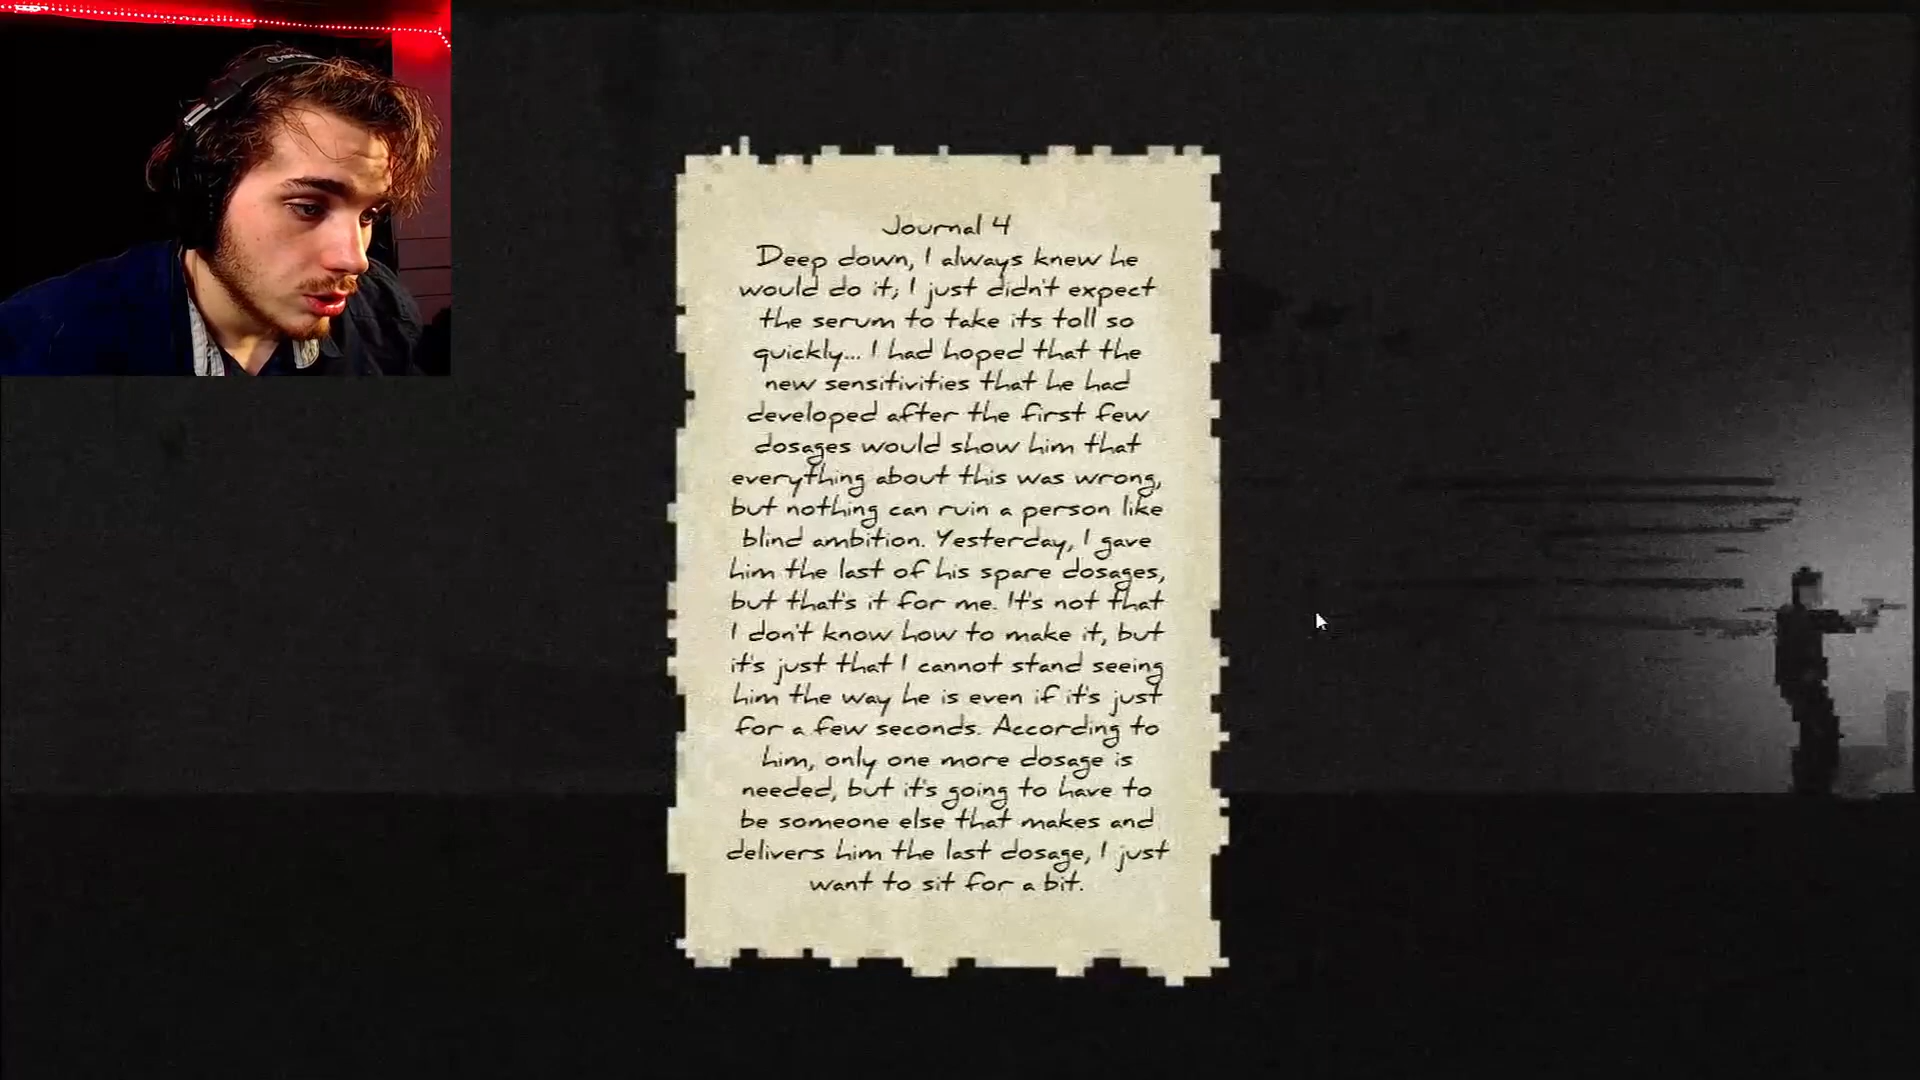 Journal 4
Deep down, I always knew he
would do it; I just didn't expect
the serum to take its toll so
quickly... I had hoped that the
new sensitivities that he had
developed after the first few
dosages would show him that
everything about this was wrong,
but nothing can ruin a person like
blind ambition. Yesterday, I gave
him the last of his spare dosages,
but that's it for me. It's not that
I don't know how to make it, but
it's just that I cannot stand seeing
him the way he is even if it's just
for a few seconds. According to
him, only one more dosage is
needed, but it's going to have to
be someone else that makes and
delivers him the last dosage, I just
want to sit for a bit.